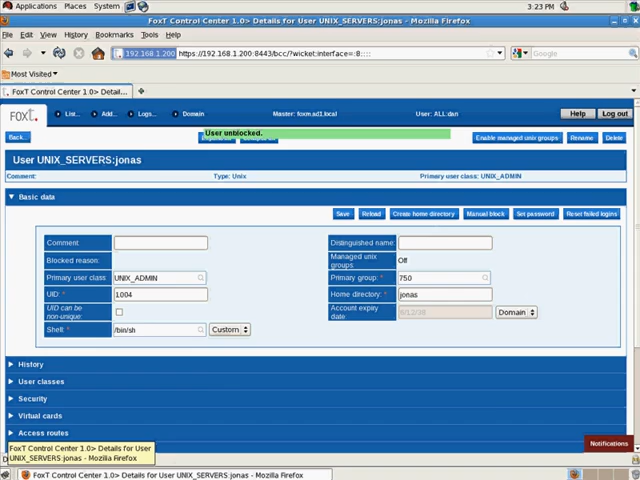 Applications Places System 3:23 PM
FoxT Control Center 1.0> Details for User UNIX_SERVERS:jonas - Mozilla Firefox
File Edit View History Bookmarks Tools Help
192.168.1.200 https://192.168.1.200:8443/bcc/?wicket:interface=:8:::: Google
Most Visited
FoxT Control Center 1.0> Detail...
FOXT. List... Add... Logs... Domain Master: foxm.ad1.local User: ALL:dan Help Log out
Back... User unblocked. Enable managed unix groups Rename Delete
User UNIX_SERVERS:jonas
Comment: Type: Unix Primary user class: UNIX_ADMIN
Basic data
Save Reload Create home directory Manual block Set password Reset failed logins
Comment: Distinguished name:
Blocked reason: Managed unix groups: Off
Primary user class UNIX_ADMIN Primary group: * 750
UID: * 1004 Home directory: * jonas
UID can be non-unique: Account expiry date Domain
Shell: * /bin/sh Custom
History
User classes
Security
Virtual cards
Access routes
Notifications
FoxT Control Center 1.0> Details for User
UNIX_SERVERS:jonas - Mozilla Firefox
FoxT Control Center 1.0> Details for User UNIX_SERVERS:jonas - Mozilla Firefox